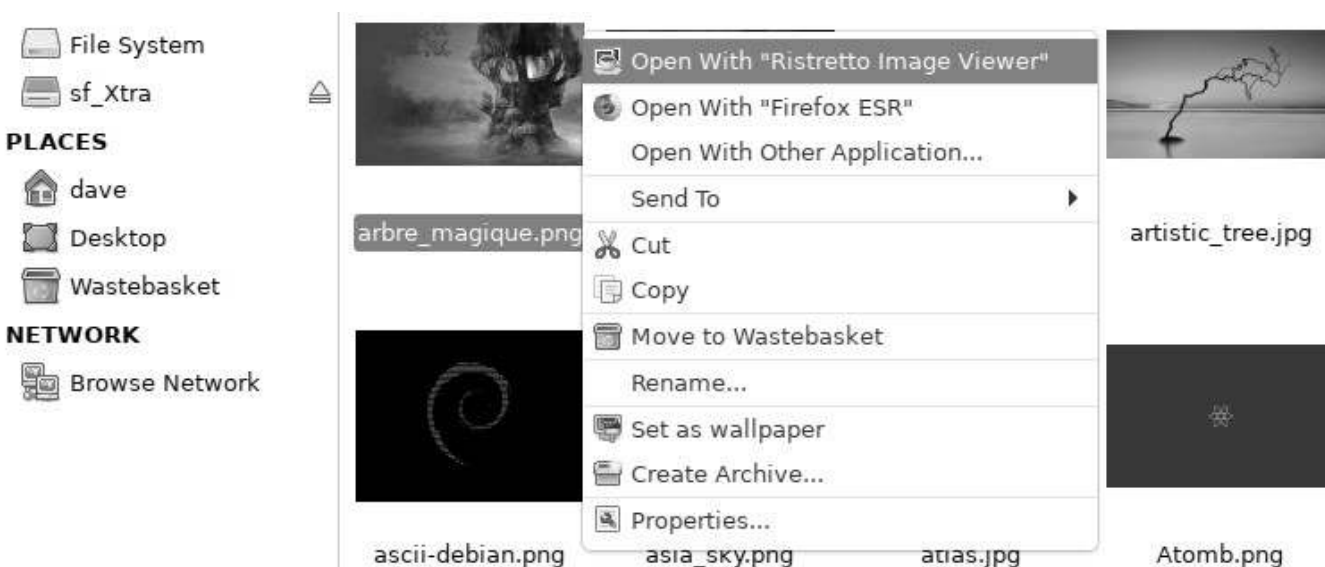 File System
sf_Xtra
PLACES
dave
Desktop
Wastebasket
NETWORK
Browse Network
arbre_magique.png
Open With "Ristretto Image Viewer"
Open With "Firefox ESR"
Open With Other Application...
Send To
Cut
Copy
Move to Wastebasket
Rename...
Set as wallpaper
Create Archive...
Properties...
artistic_tree.jpg
ascii-debian.png
asia_sky.png
atlas.jpg
Atomb.png